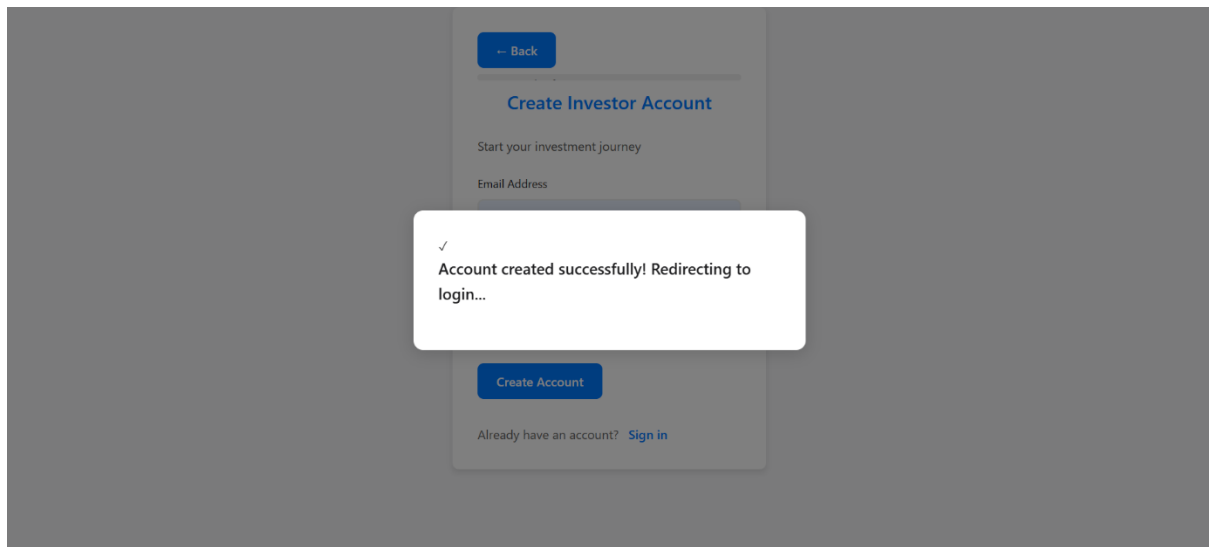 ← Back
Create Investor Account
Start your investment journey
Email Address
✓
Account created successfully! Redirecting to
login...
Create Account
Already have an account? Sign in